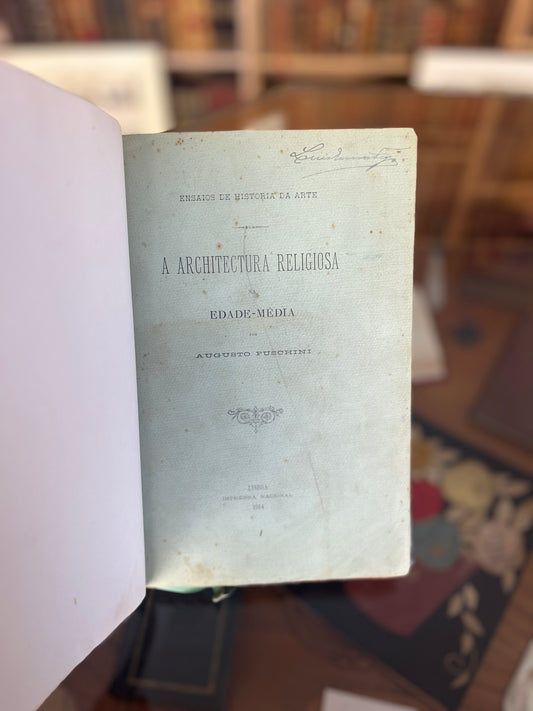 ENSAIOS DE HISTORIA DA ARTE
A ARCHITECTURA RELIGIOSA
NA
EDADE-MÉDIA
POR
AUGUSTO FUSCHINI
LISBOA
IMPRENSA NACIONAL
1904